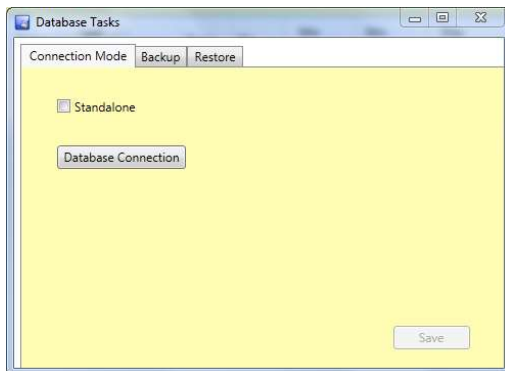 Database Tasks
Connection Mode Backup Restore
Standalone
Database Connection
Save